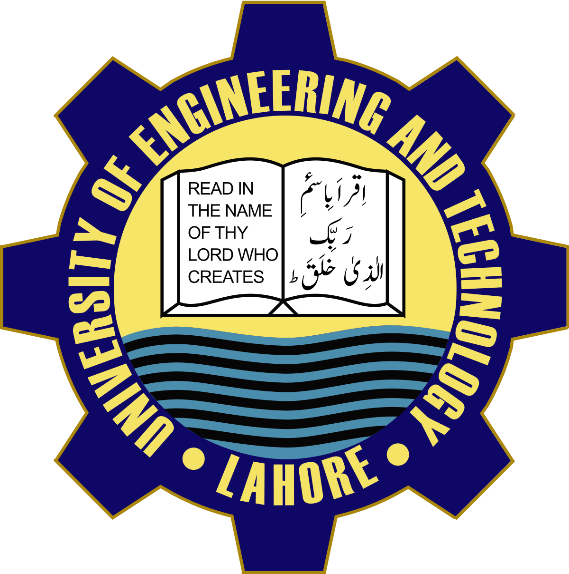 UNIVERSITY OF ENGINEERING AND TECHNOLOGY
READ IN
THE NAME
OF THY
LORD WHO
CREATES
اِقرَاَبِاسْمِ
رَبِّکَ
الَّذِیْ خَلَقَ ط
• LAHORE •